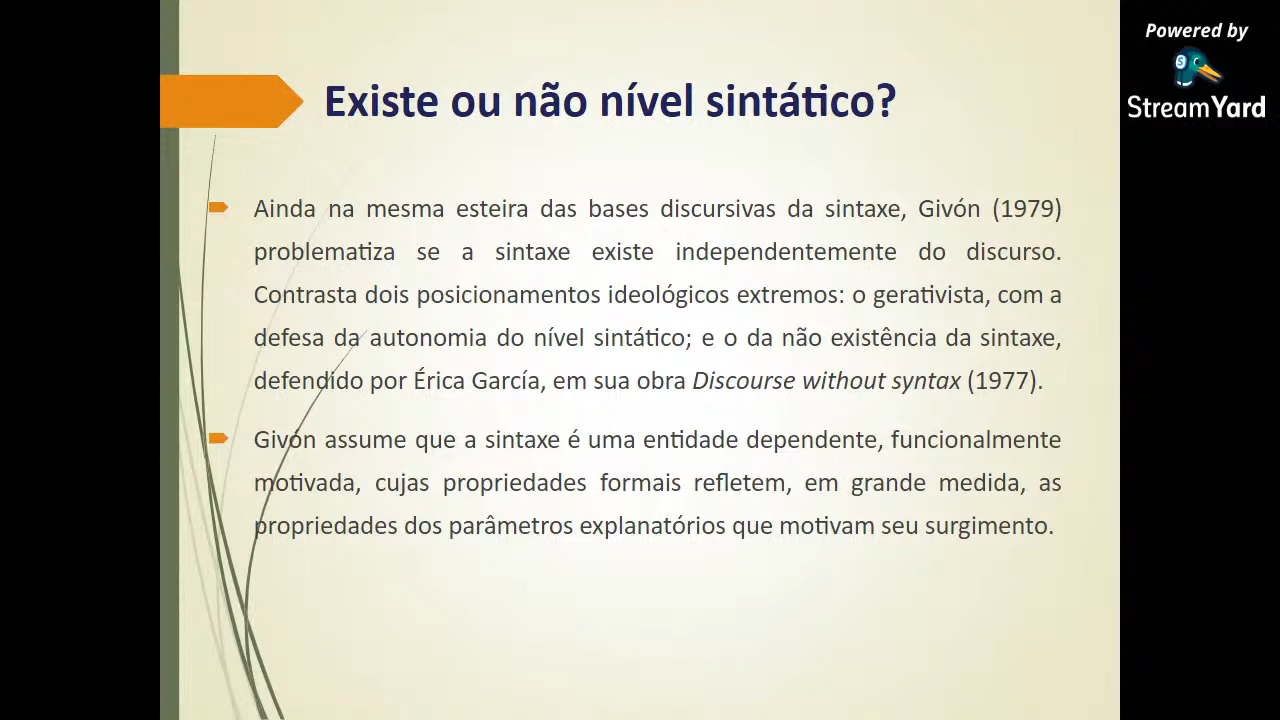 Existe ou não nível sintático?
Ainda na mesma esteira das bases discursivas da sintaxe, Givón (1979)
problematiza se a sintaxe existe independentemente do discurso.
Contrasta dois posicionamentos ideológicos extremos: o gerativista, com a
defesa da autonomia do nível sintático; e o da não existência da sintaxe,
defendido por Érica García, em sua obra Discourse without syntax (1977).
Givón assume que a sintaxe é uma entidade dependente, funcionalmente
motivada, cujas propriedades formais refletem, em grande medida, as
propriedades dos parâmetros explanatórios que motivam seu surgimento.
Powered by
S
StreamYard